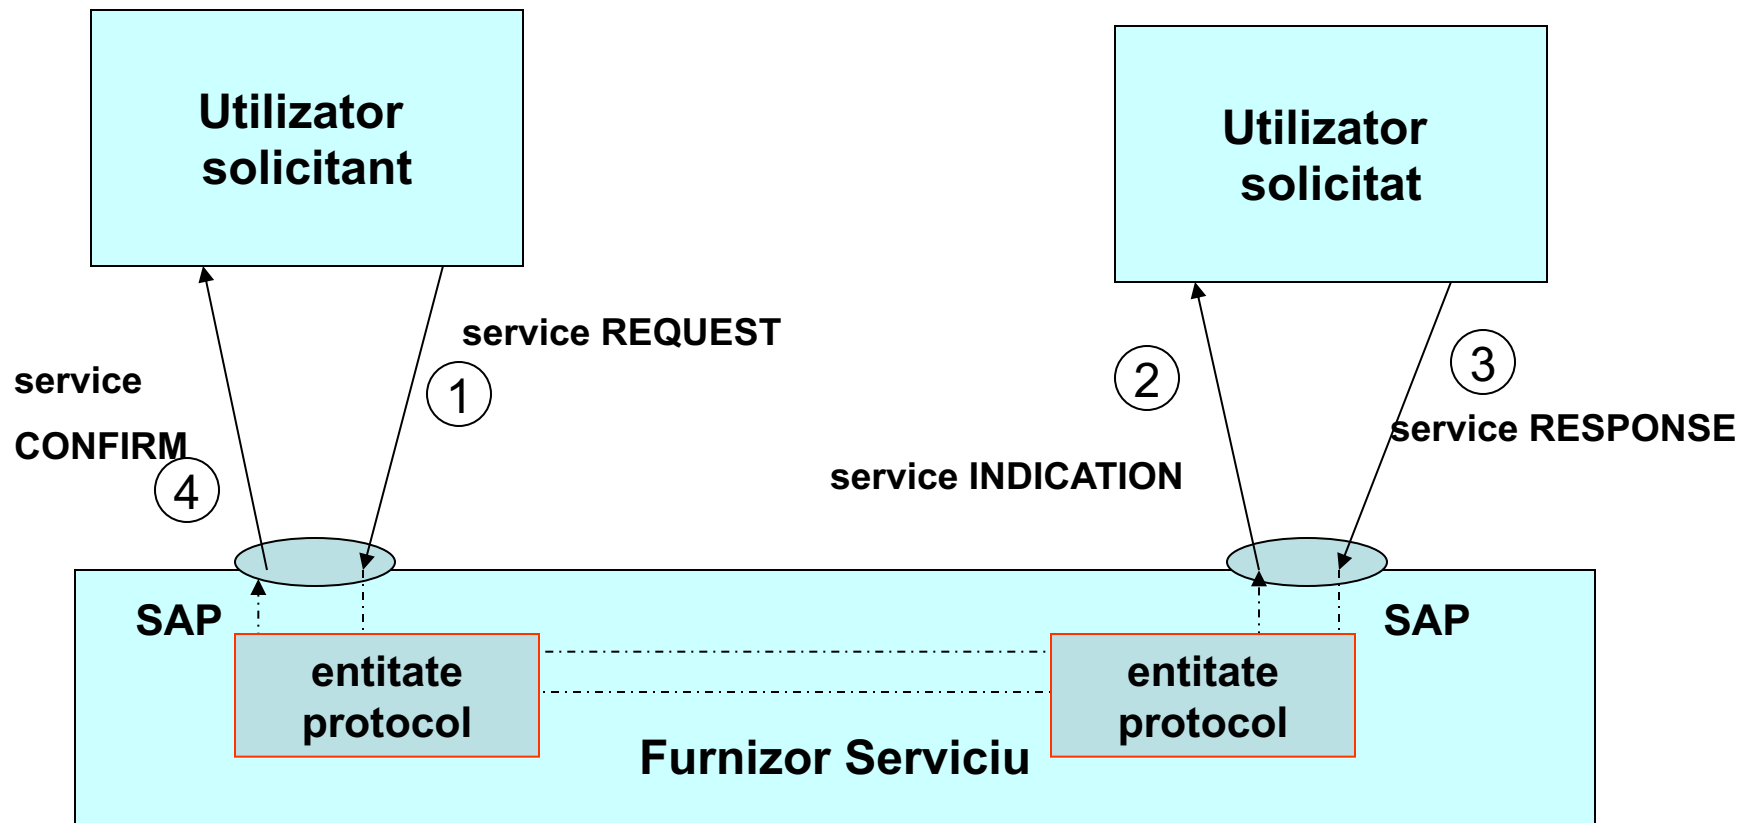 Utilizator
solicitant
Utilizator
solicitat
service REQUEST
1
service
CONFIRM
4
2
3
service RESPONSE
service INDICATION
SAP
SAP
entitate
protocol
entitate
protocol
Furnizor Serviciu